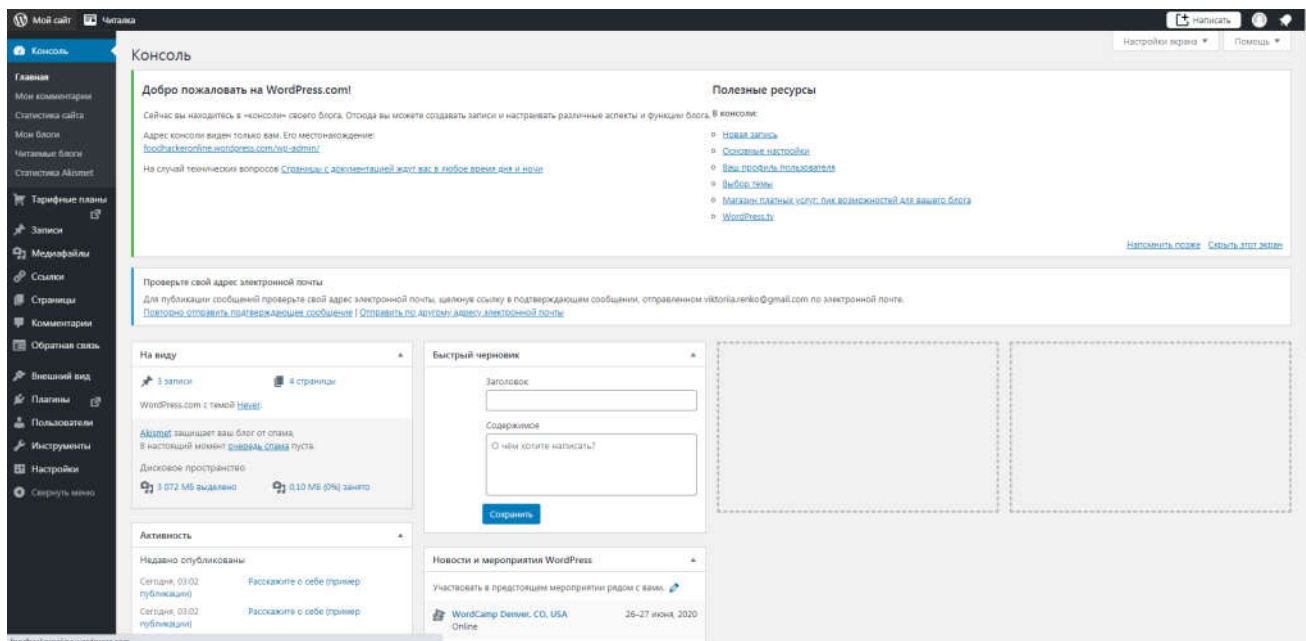 Мой сайт
Читалка
Написать
Настройки экрана
Помощь
Консоль
Главная
Мои комментарии
Статистика сайта
Мои блоги
Читаемые блоги
Статистика Akismet
Тарифные планы
Записи
Медиафайлы
Ссылки
Страницы
Комментарии
Обратная связь
Внешний вид
Плагины
Пользователи
Инструменты
Настройки
Свернуть меню
Консоль
Добро пожаловать на WordPress.com!
Сейчас вы находитесь в «консоли» своего блога. Отсюда вы можете создавать записи и настраивать различные аспекты и функции блога.
Адрес консоли виден только вам. Его местонахождение:
foodhackeronline.wordpress.com/wp-admin/
На случай технических вопросов Страницы с документацией ждут вас в любое время дня и ночи
Полезные ресурсы
В консоли:
Новая запись
Основные настройки
Ваш профиль пользователя
Выбор темы
Магазин платных услуг: пик возможностей для вашего блога
WordPress.tv
Напомнить позже Скрыть этот экран
Проверьте свой адрес электронной почты
Для публикации сообщений проверьте свой адрес электронной почты, щелкнув ссылку в подтверждающем сообщении, отправленном viktoriia.renko@gmail.com по электронной почте.
Повторно отправить подтверждающее сообщение | Отправить по другому адресу электронной почты
На виду
3 записи
4 страницы
WordPress.com с темой Hever.
Akismet защищает ваш блог от спама.
В настоящий момент очередь спама пуста.
Дисковое пространство
3 072 МБ выделено
0,10 МБ (0%) занято
Активность
Недавно опубликованы
Сегодня, 03:02 Расскажите о себе (пример
публикации)
Сегодня, 03:02 Расскажите о себе (пример
публикации)
Быстрый черновик
Заголовок
Содержимое
О чём хотите написать?
Сохранить
Новости и мероприятия WordPress
Участвовать в предстоящем мероприятии рядом с вами.
WordCamp Denver, CO, USA 26–27 июня, 2020
Online